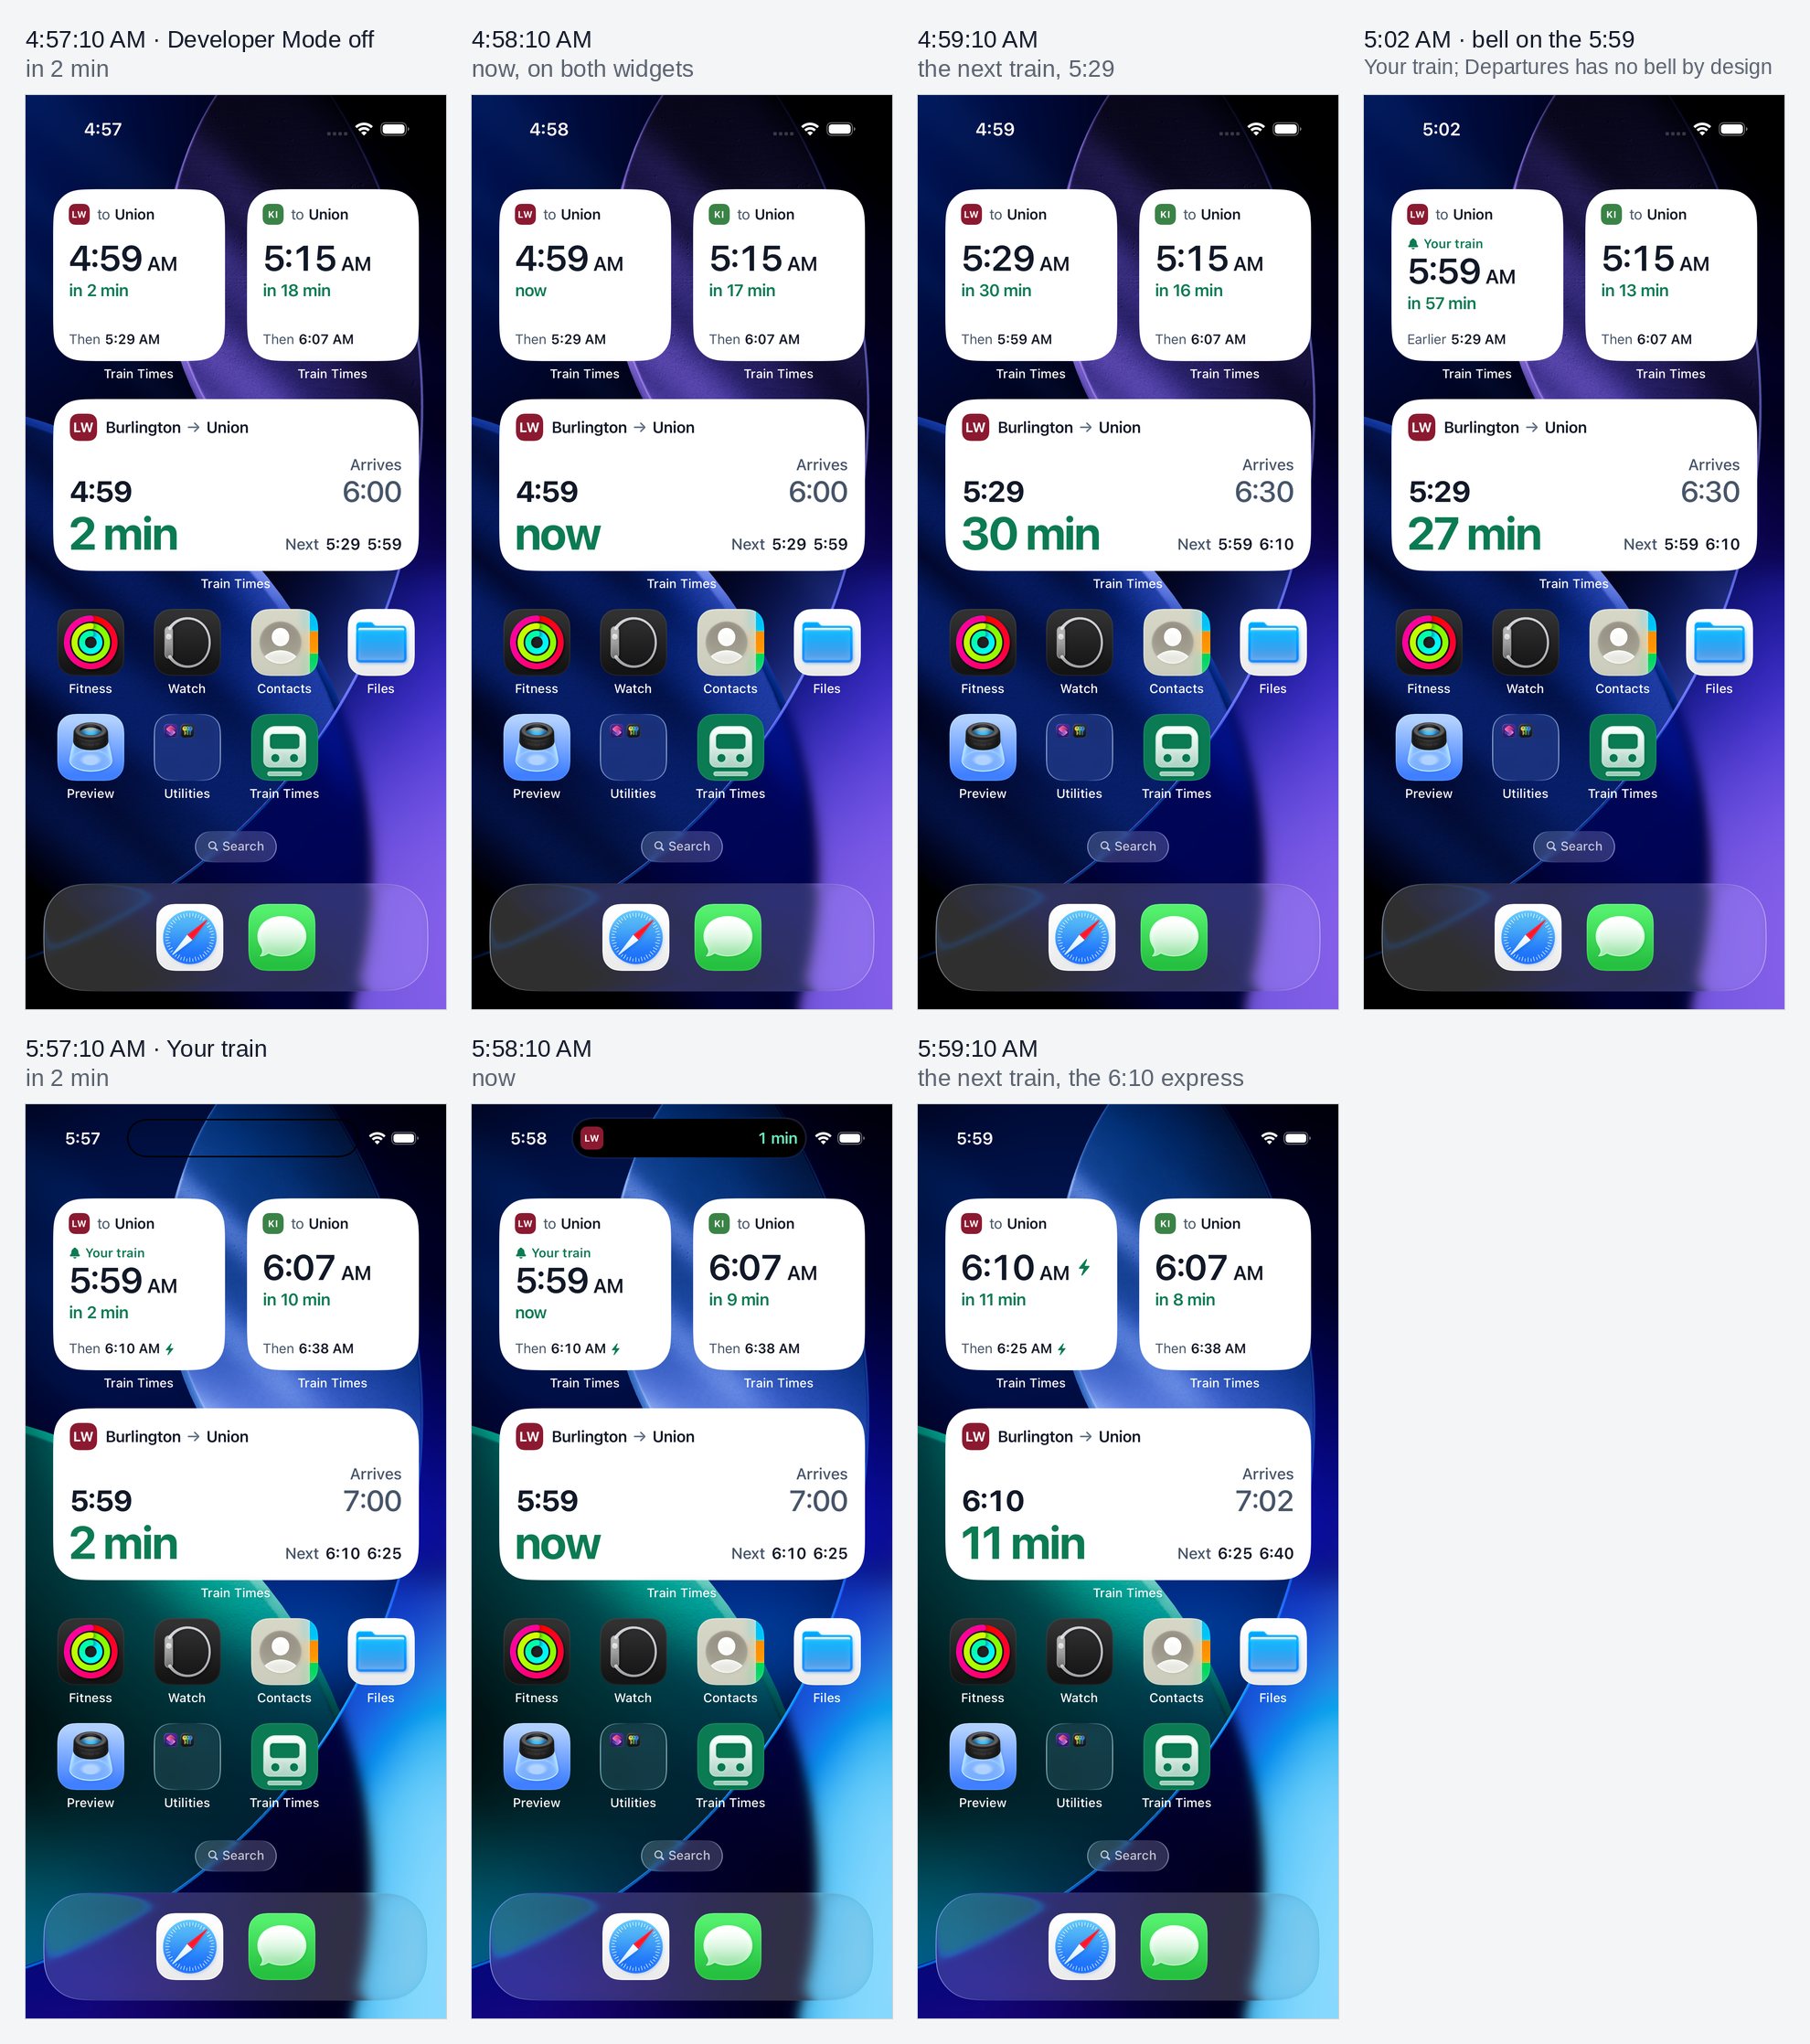 4:57:10 AM · Developer Mode off
in 2 min
4:57
LW to Union
4:59 AM
in 2 min
Then 5:29 AM
Train Times
KI to Union
5:15 AM
in 18 min
Then 6:07 AM
Train Times
LW Burlington → Union
Arrives
4:59 6:00
2 min Next 5:29 5:59
Train Times
Fitness Watch Contacts Files
Preview Utilities Train Times
Search
4:58:10 AM
now, on both widgets
4:58
LW to Union
4:59 AM
now
Then 5:29 AM
Train Times
KI to Union
5:15 AM
in 17 min
Then 6:07 AM
Train Times
LW Burlington → Union
Arrives
4:59 6:00
now Next 5:29 5:59
Train Times
Fitness Watch Contacts Files
Preview Utilities Train Times
Search
4:59:10 AM
the next train, 5:29
4:59
LW to Union
5:29 AM
in 30 min
Then 5:59 AM
Train Times
KI to Union
5:15 AM
in 16 min
Then 6:07 AM
Train Times
LW Burlington → Union
Arrives
5:29 6:30
30 min Next 5:59 6:10
Train Times
Fitness Watch Contacts Files
Preview Utilities Train Times
Search
5:02 AM · bell on the 5:59
Your train; Departures has no bell by design
5:02
LW to Union
Your train
5:59 AM
in 57 min
Earlier 5:29 AM
Train Times
KI to Union
5:15 AM
in 13 min
Then 6:07 AM
Train Times
LW Burlington → Union
Arrives
5:29 6:30
27 min Next 5:59 6:10
Train Times
Fitness Watch Contacts Files
Preview Utilities Train Times
Search
5:57:10 AM · Your train
in 2 min
5:57
LW to Union
Your train
5:59 AM
in 2 min
Then 6:10 AM
Train Times
KI to Union
6:07 AM
in 10 min
Then 6:38 AM
Train Times
LW Burlington → Union
Arrives
5:59 7:00
2 min Next 6:10 6:25
Train Times
Fitness Watch Contacts Files
Preview Utilities Train Times
Search
5:58:10 AM
now
5:58 LW 1 min
LW to Union
Your train
5:59 AM
now
Then 6:10 AM
Train Times
KI to Union
6:07 AM
in 9 min
Then 6:38 AM
Train Times
LW Burlington → Union
Arrives
5:59 7:00
now Next 6:10 6:25
Train Times
Fitness Watch Contacts Files
Preview Utilities Train Times
Search
5:59:10 AM
the next train, the 6:10 express
5:59
LW to Union
6:10 AM
in 11 min
Then 6:25 AM
Train Times
KI to Union
6:07 AM
in 8 min
Then 6:38 AM
Train Times
LW Burlington → Union
Arrives
6:10 7:02
11 min Next 6:25 6:40
Train Times
Fitness Watch Contacts Files
Preview Utilities Train Times
Search